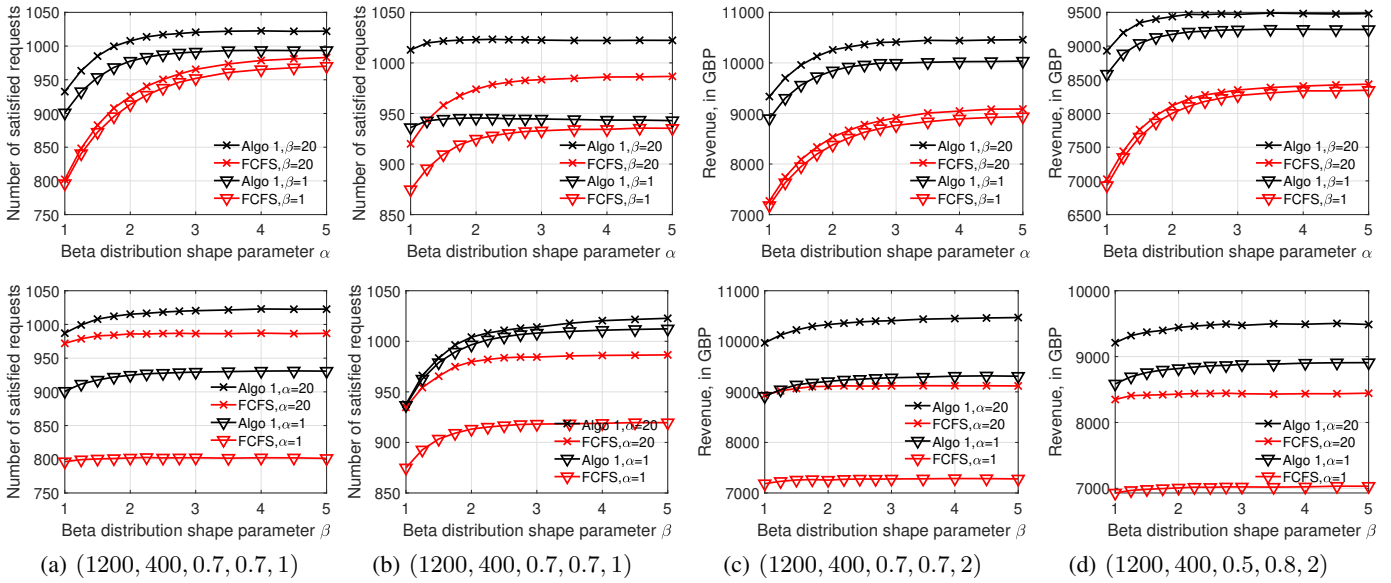 1050
1000
950
900
850
800
750
Number of satisfied requests
Algo 1,β=20
FCFS,β=20
Algo 1,β=1
FCFS,β=1
1 2 3 4 5
Beta distribution shape parameter α
1050
1000
950
900
850
Number of satisfied requests
Algo 1,β=20
FCFS,β=20
Algo 1,β=1
FCFS,β=1
1 2 3 4 5
Beta distribution shape parameter α
11000
10000
9000
8000
7000
Revenue, in GBP
Algo 1,β=20
FCFS,β=20
Algo 1,β=1
FCFS,β=1
1 2 3 4 5
Beta distribution shape parameter α
9500
9000
8500
8000
7500
7000
6500
Revenue, in GBP
Algo 1,β=20
FCFS,β=20
Algo 1,β=1
FCFS,β=1
1 2 3 4 5
Beta distribution shape parameter α
1050
1000
950
900
850
800
750
Number of satisfied requests
Algo 1,α=20
FCFS,α=20
Algo 1,α=1
FCFS,α=1
1 2 3 4 5
Beta distribution shape parameter β
1050
1000
950
900
850
Number of satisfied requests
Algo 1,α=20
FCFS,α=20
Algo 1,α=1
FCFS,α=1
1 2 3 4 5
Beta distribution shape parameter β
11000
10000
9000
8000
7000
Revenue, in GBP
Algo 1,α=20
FCFS,α=20
Algo 1,α=1
FCFS,α=1
1 2 3 4 5
Beta distribution shape parameter β
10000
9000
8000
7000
Revenue, in GBP
Algo 1,α=20
FCFS,α=20
Algo 1,α=1
FCFS,α=1
1 2 3 4 5
Beta distribution shape parameter β
(a) (1200, 400, 0.7, 0.7, 1)
(b) (1200, 400, 0.7, 0.7, 1)
(c) (1200, 400, 0.7, 0.7, 2)
(d) (1200, 400, 0.5, 0.8, 2)